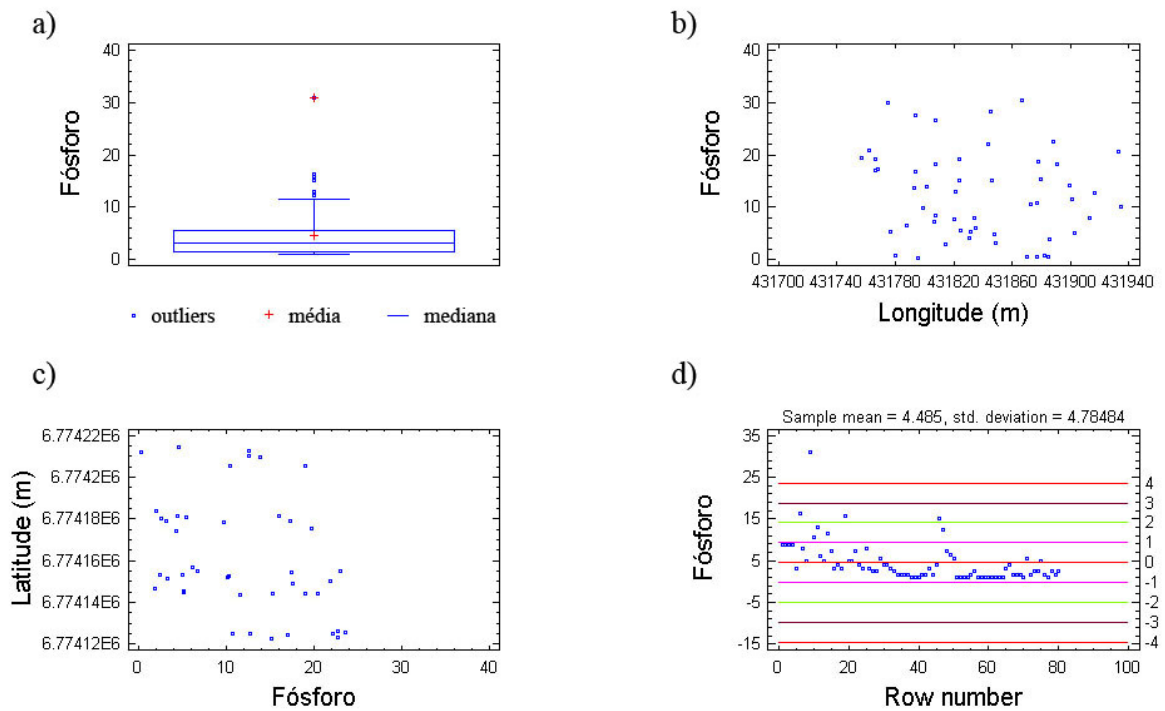 a)
Fósforo
40
30
20
10
0
outliers
média
mediana
b)
Fósforo
40
30
20
10
0
431700 431740 431780 431820 431860 431900 431940
Longitude (m)
c)
Latitude (m)
6.77422E6
6.7742E6
6.77418E6
6.77416E6
6.77414E6
6.77412E6
0 10 20 30 40
Fósforo
d)
Sample mean = 4.485, std. deviation = 4.78484
Fósforo
35
25
15
5
-5
-15
4
3
2
1
0
-1
-2
-3
-4
0 20 40 60 80 100
Row number